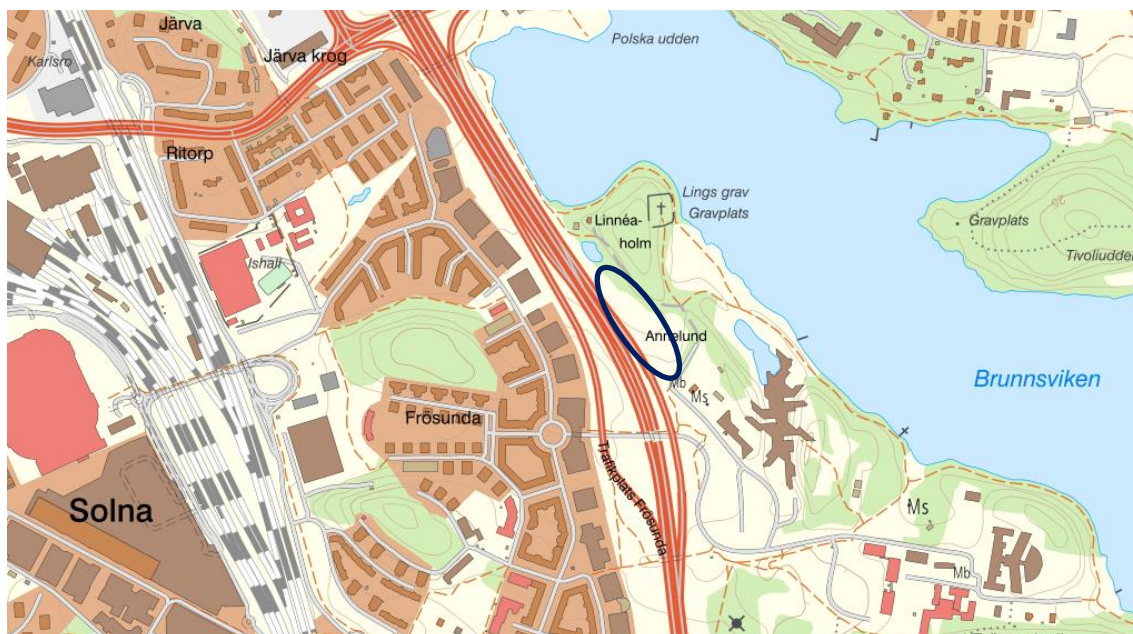 Järva
Polska udden
Karlsro
Järva krog
Ritorp
Lings grav
Gravplats
Linnéa-
holm
Gravplats
Ishall
Tivoliudden
Annelund
Brunnsviken
Mb
Ms
Frösunda
Trafikplats Frösunda
Solna
Ms
Mb